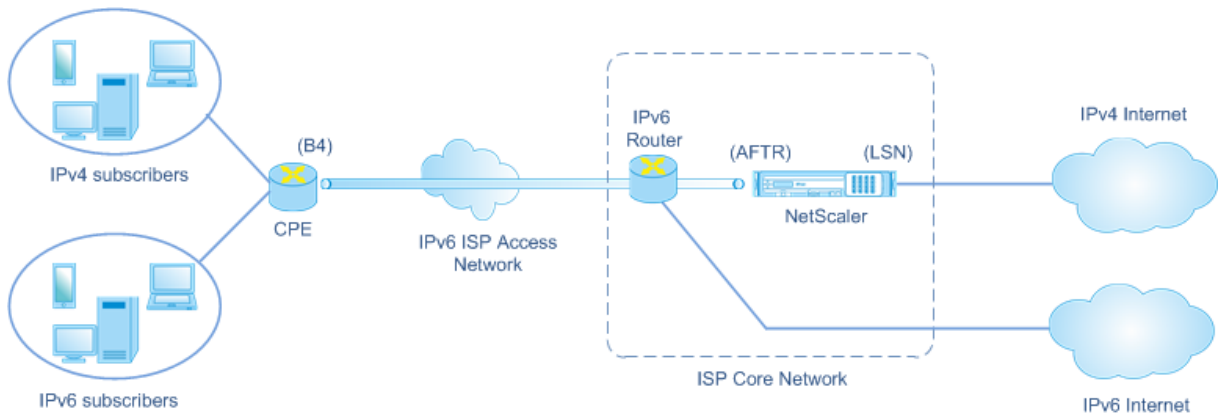 IPv4 subscribers
(B4)
CPE
IPv6 subscribers
IPv6 ISP Access
Network
IPv6
Router
(AFTR)
(LSN)
NetScaler
ISP Core Network
IPv4 Internet
IPv6 Internet